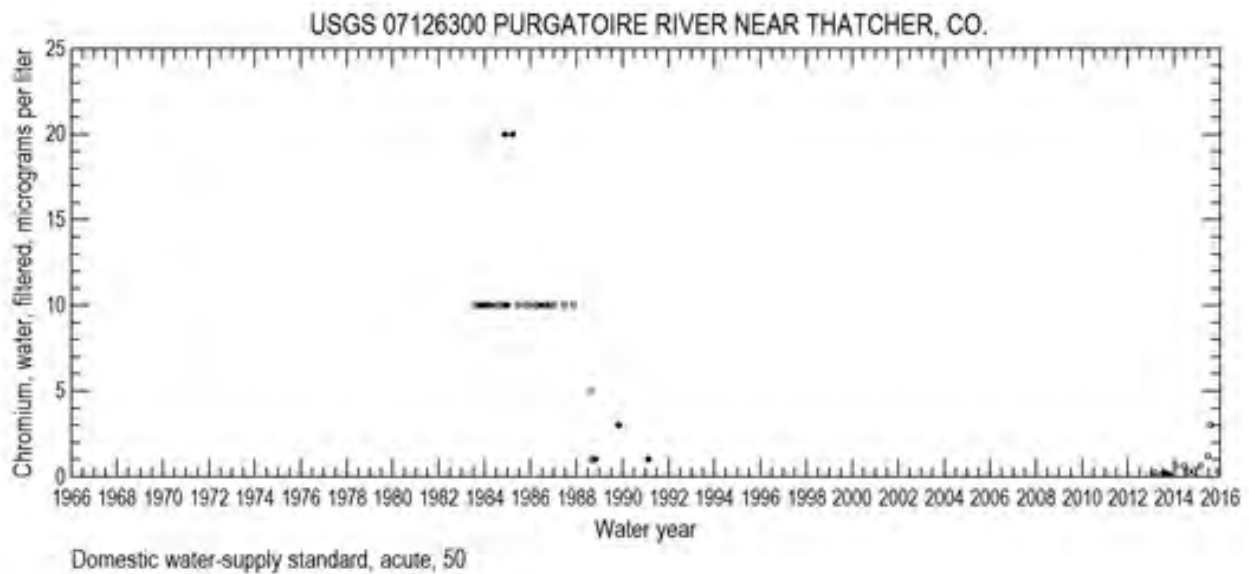 USGS 07126300 PURGATOIRE RIVER NEAR THATCHER, CO.
Chromium, water, filtered, micrograms per liter
25
20
15
10
5
0
1966 1968 1970 1972 1974 1976 1978 1980 1982 1984 1986 1988 1990 1992 1994 1996 1998 2000 2002 2004 2006 2008 2010 2012 2014 2016
Water year
Domestic water-supply standard, acute, 50